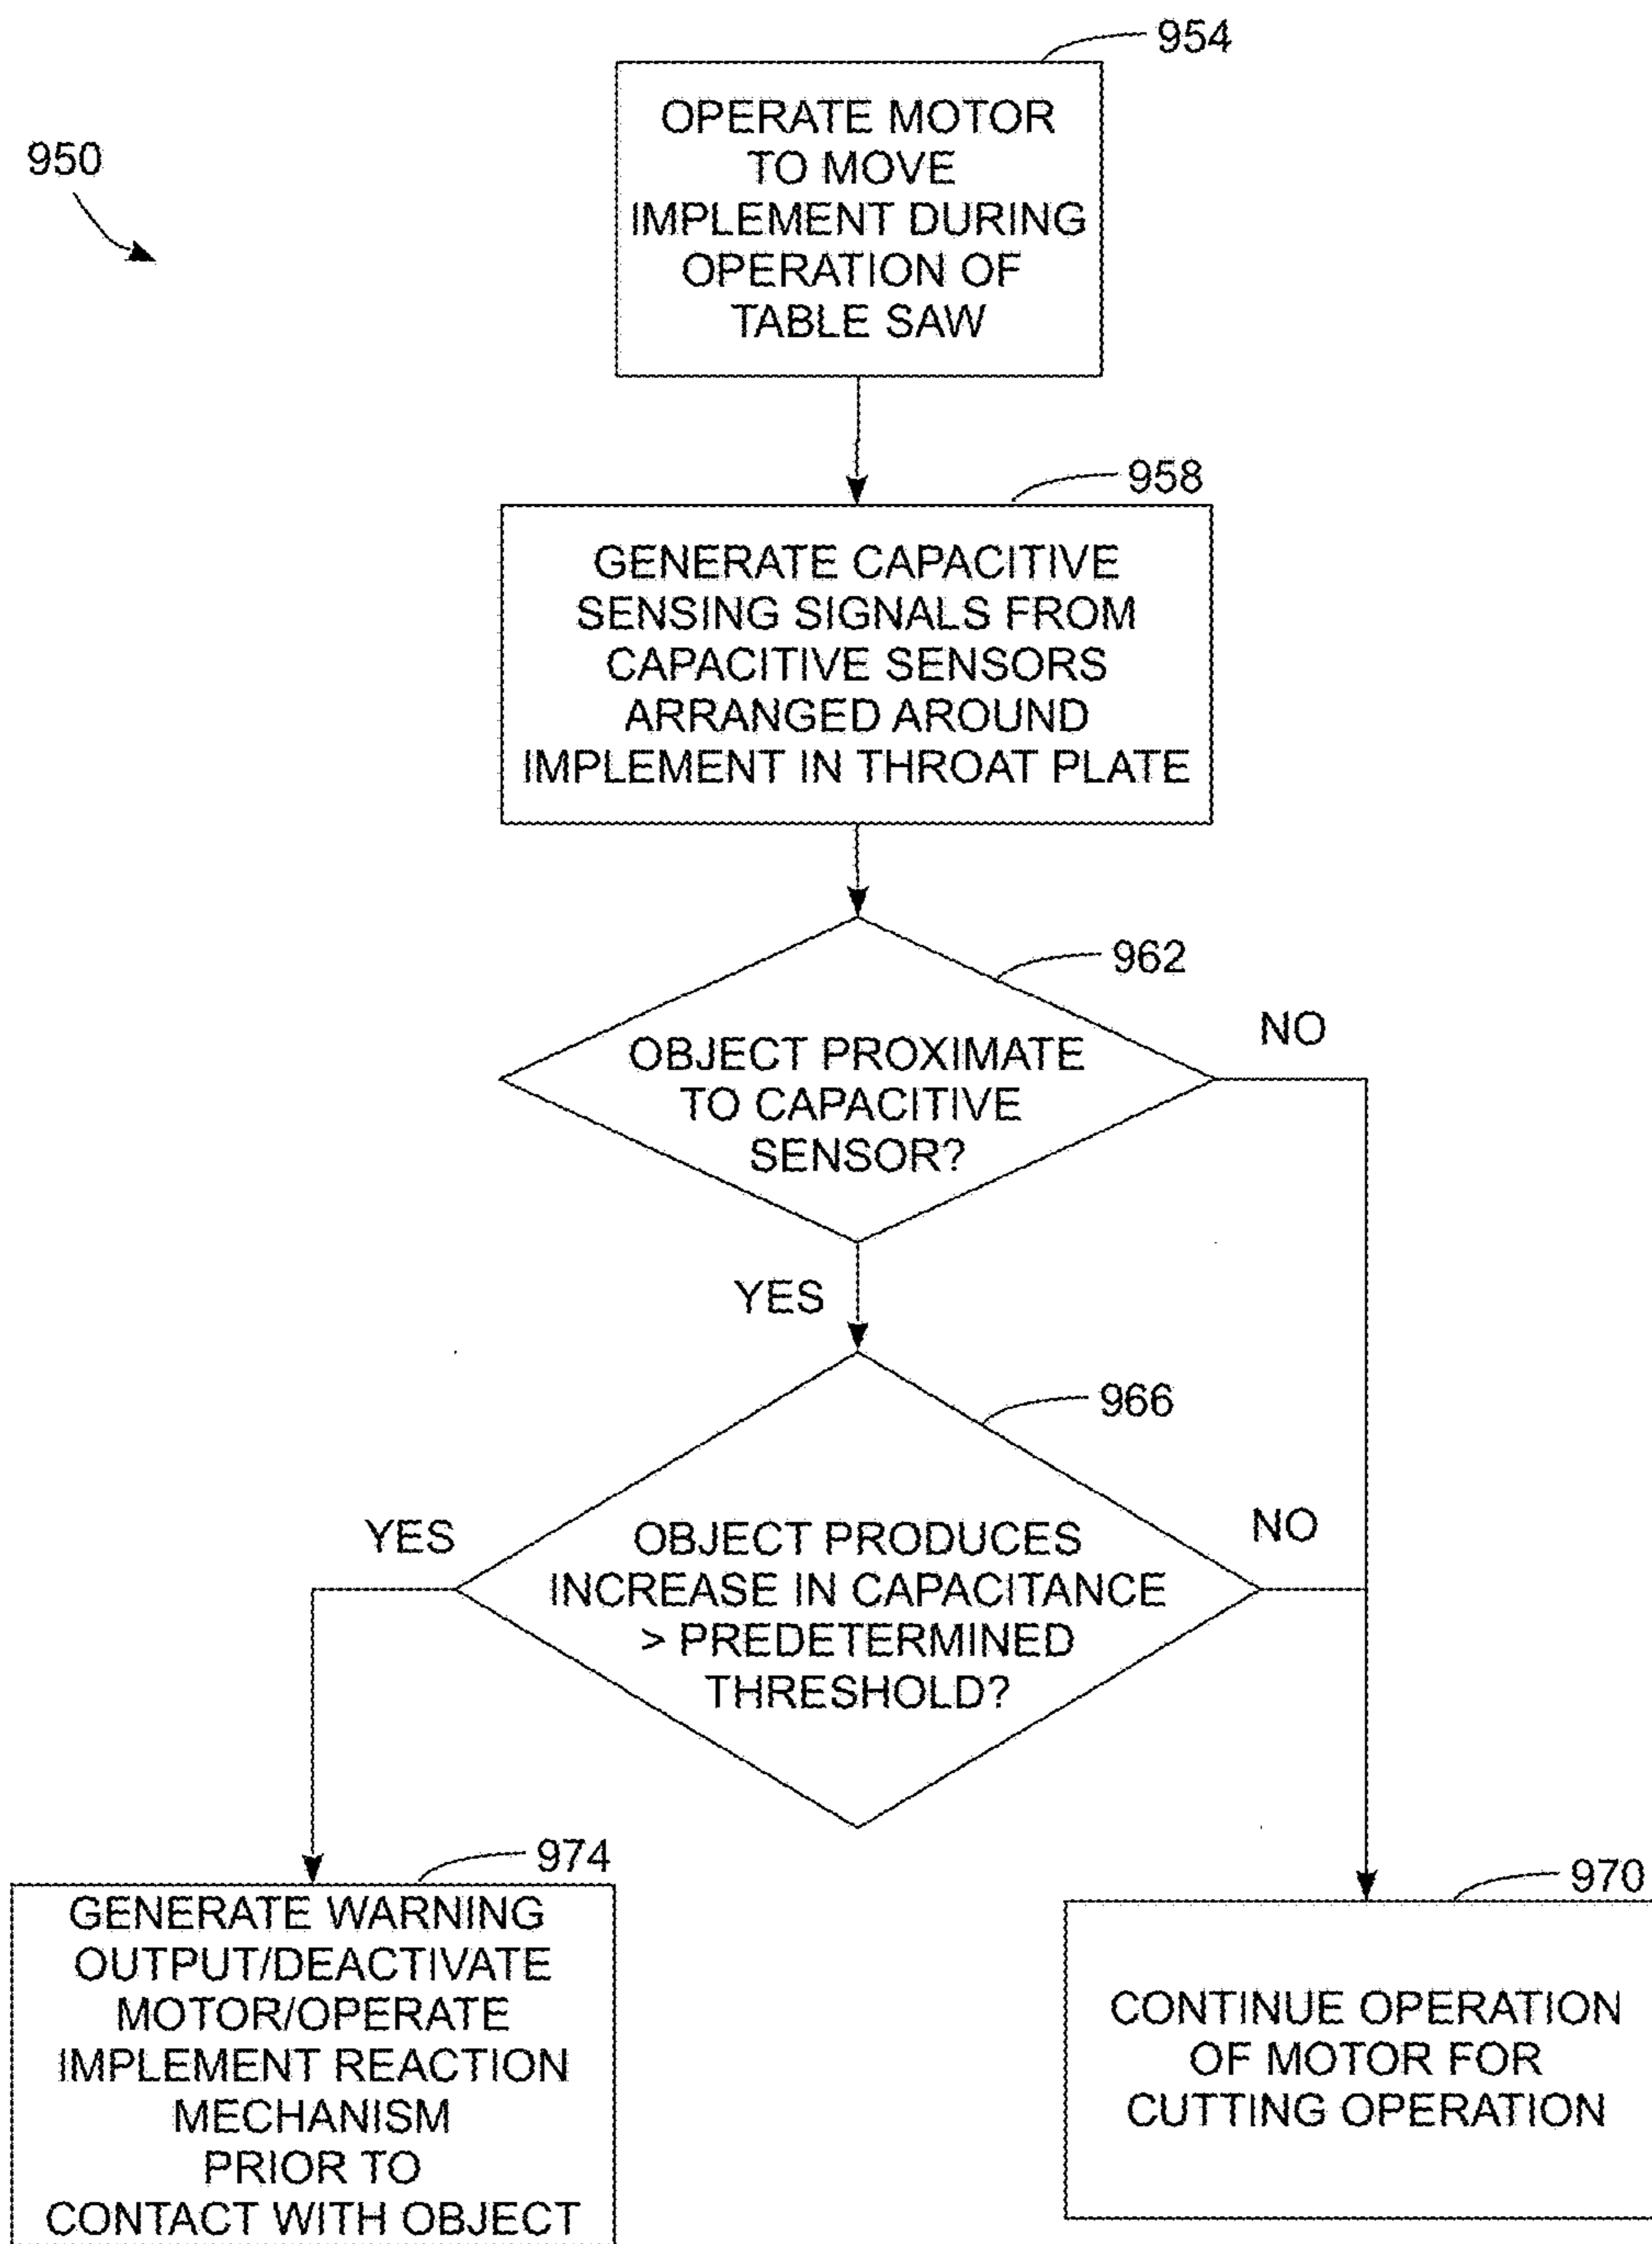 954
950
OPERATE MOTOR
TO MOVE
IMPLEMENT DURING
OPERATION OF
TABLE SAW
958
GENERATE CAPACITIVE
SENSING SIGNALS FROM
CAPACITIVE SENSORS
ARRANGED AROUND
IMPLEMENT IN THROAT PLATE
962
NO
OBJECT PROXIMATE
TO CAPACITIVE
SENSOR?
YES
966
YES
NO
OBJECT PRODUCES
INCREASE IN CAPACITANCE
> PREDETERMINED
THRESHOLD?
974
GENERATE WARNING
OUTPUT/DEACTIVATE
MOTOR/OPERATE
IMPLEMENT REACTION
MECHANISM
PRIOR TO
CONTACT WITH OBJECT
970
CONTINUE OPERATION
OF MOTOR FOR
CUTTING OPERATION